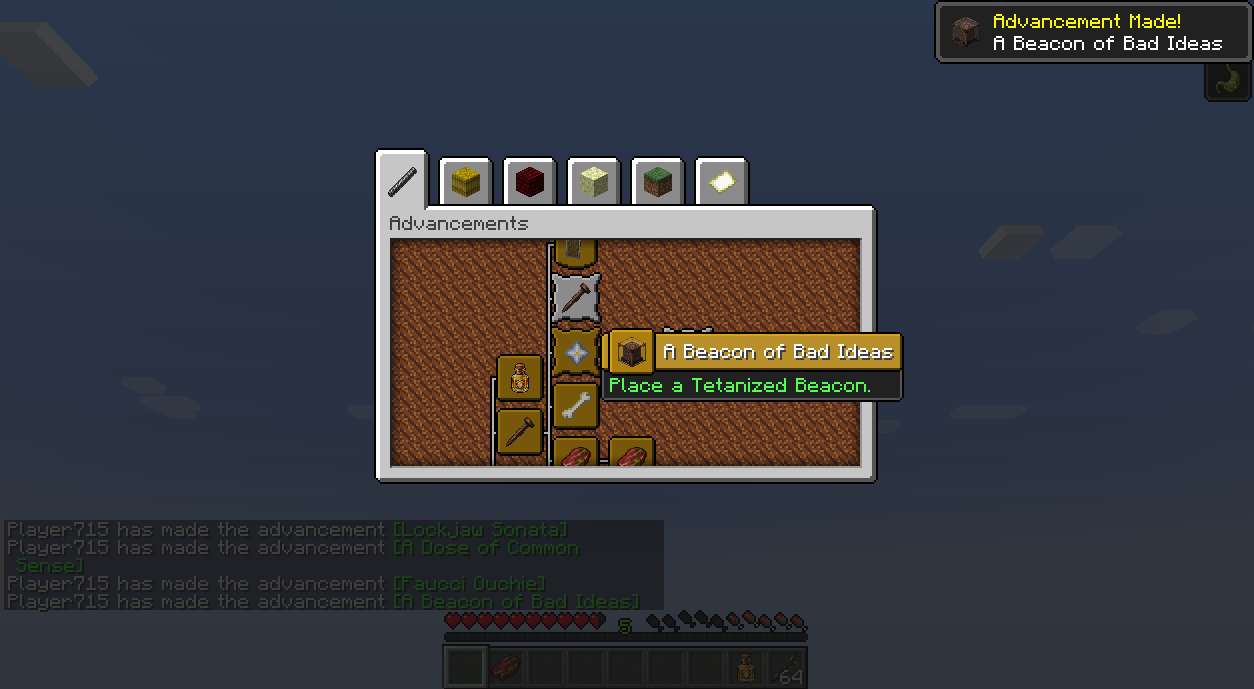 Advancement Made!
A Beacon of Bad Ideas
Advancements
A Beacon of Bad Ideas
Place a Tetanized Beacon.
Player715 has made the advancement [Lockjaw Sonata]
Player715 has made the advancement [A Dose of Common
Sense]
Player715 has made the advancement [Faucci Ouchie]
Player715 has made the advancement [A Beacon of Bad Ideas]
5
64